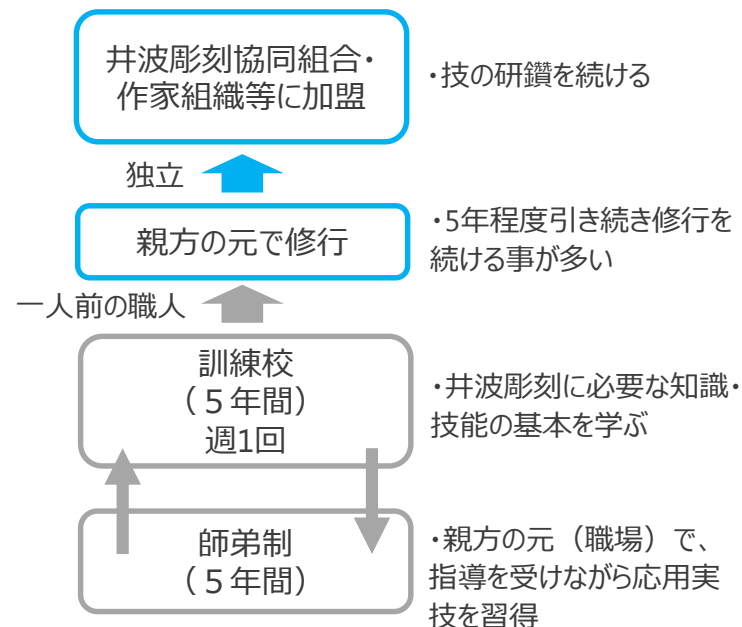 井波彫刻協同組合・
作家組織等に加盟
・技の研鑽を続ける
独立
親方の元で修行
・5年程度引き続き修行を
続ける事が多い
一人前の職人
訓練校
（５年間）
週1回
・井波彫刻に必要な知識・
技能の基本を学ぶ
師弟制
（５年間）
・親方の元（職場）で、
指導を受けながら応用実
技を習得